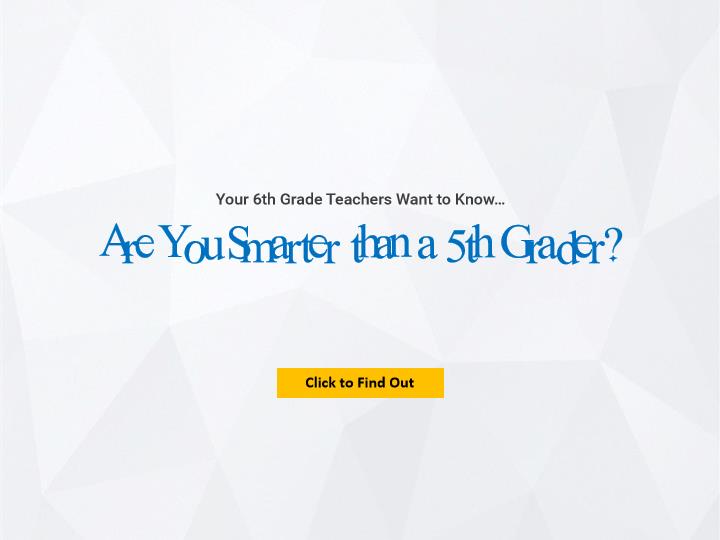 Your 6th Grade Teachers Want to Know…
Are You Smarter than a 5th Grader?
Click to Find Out